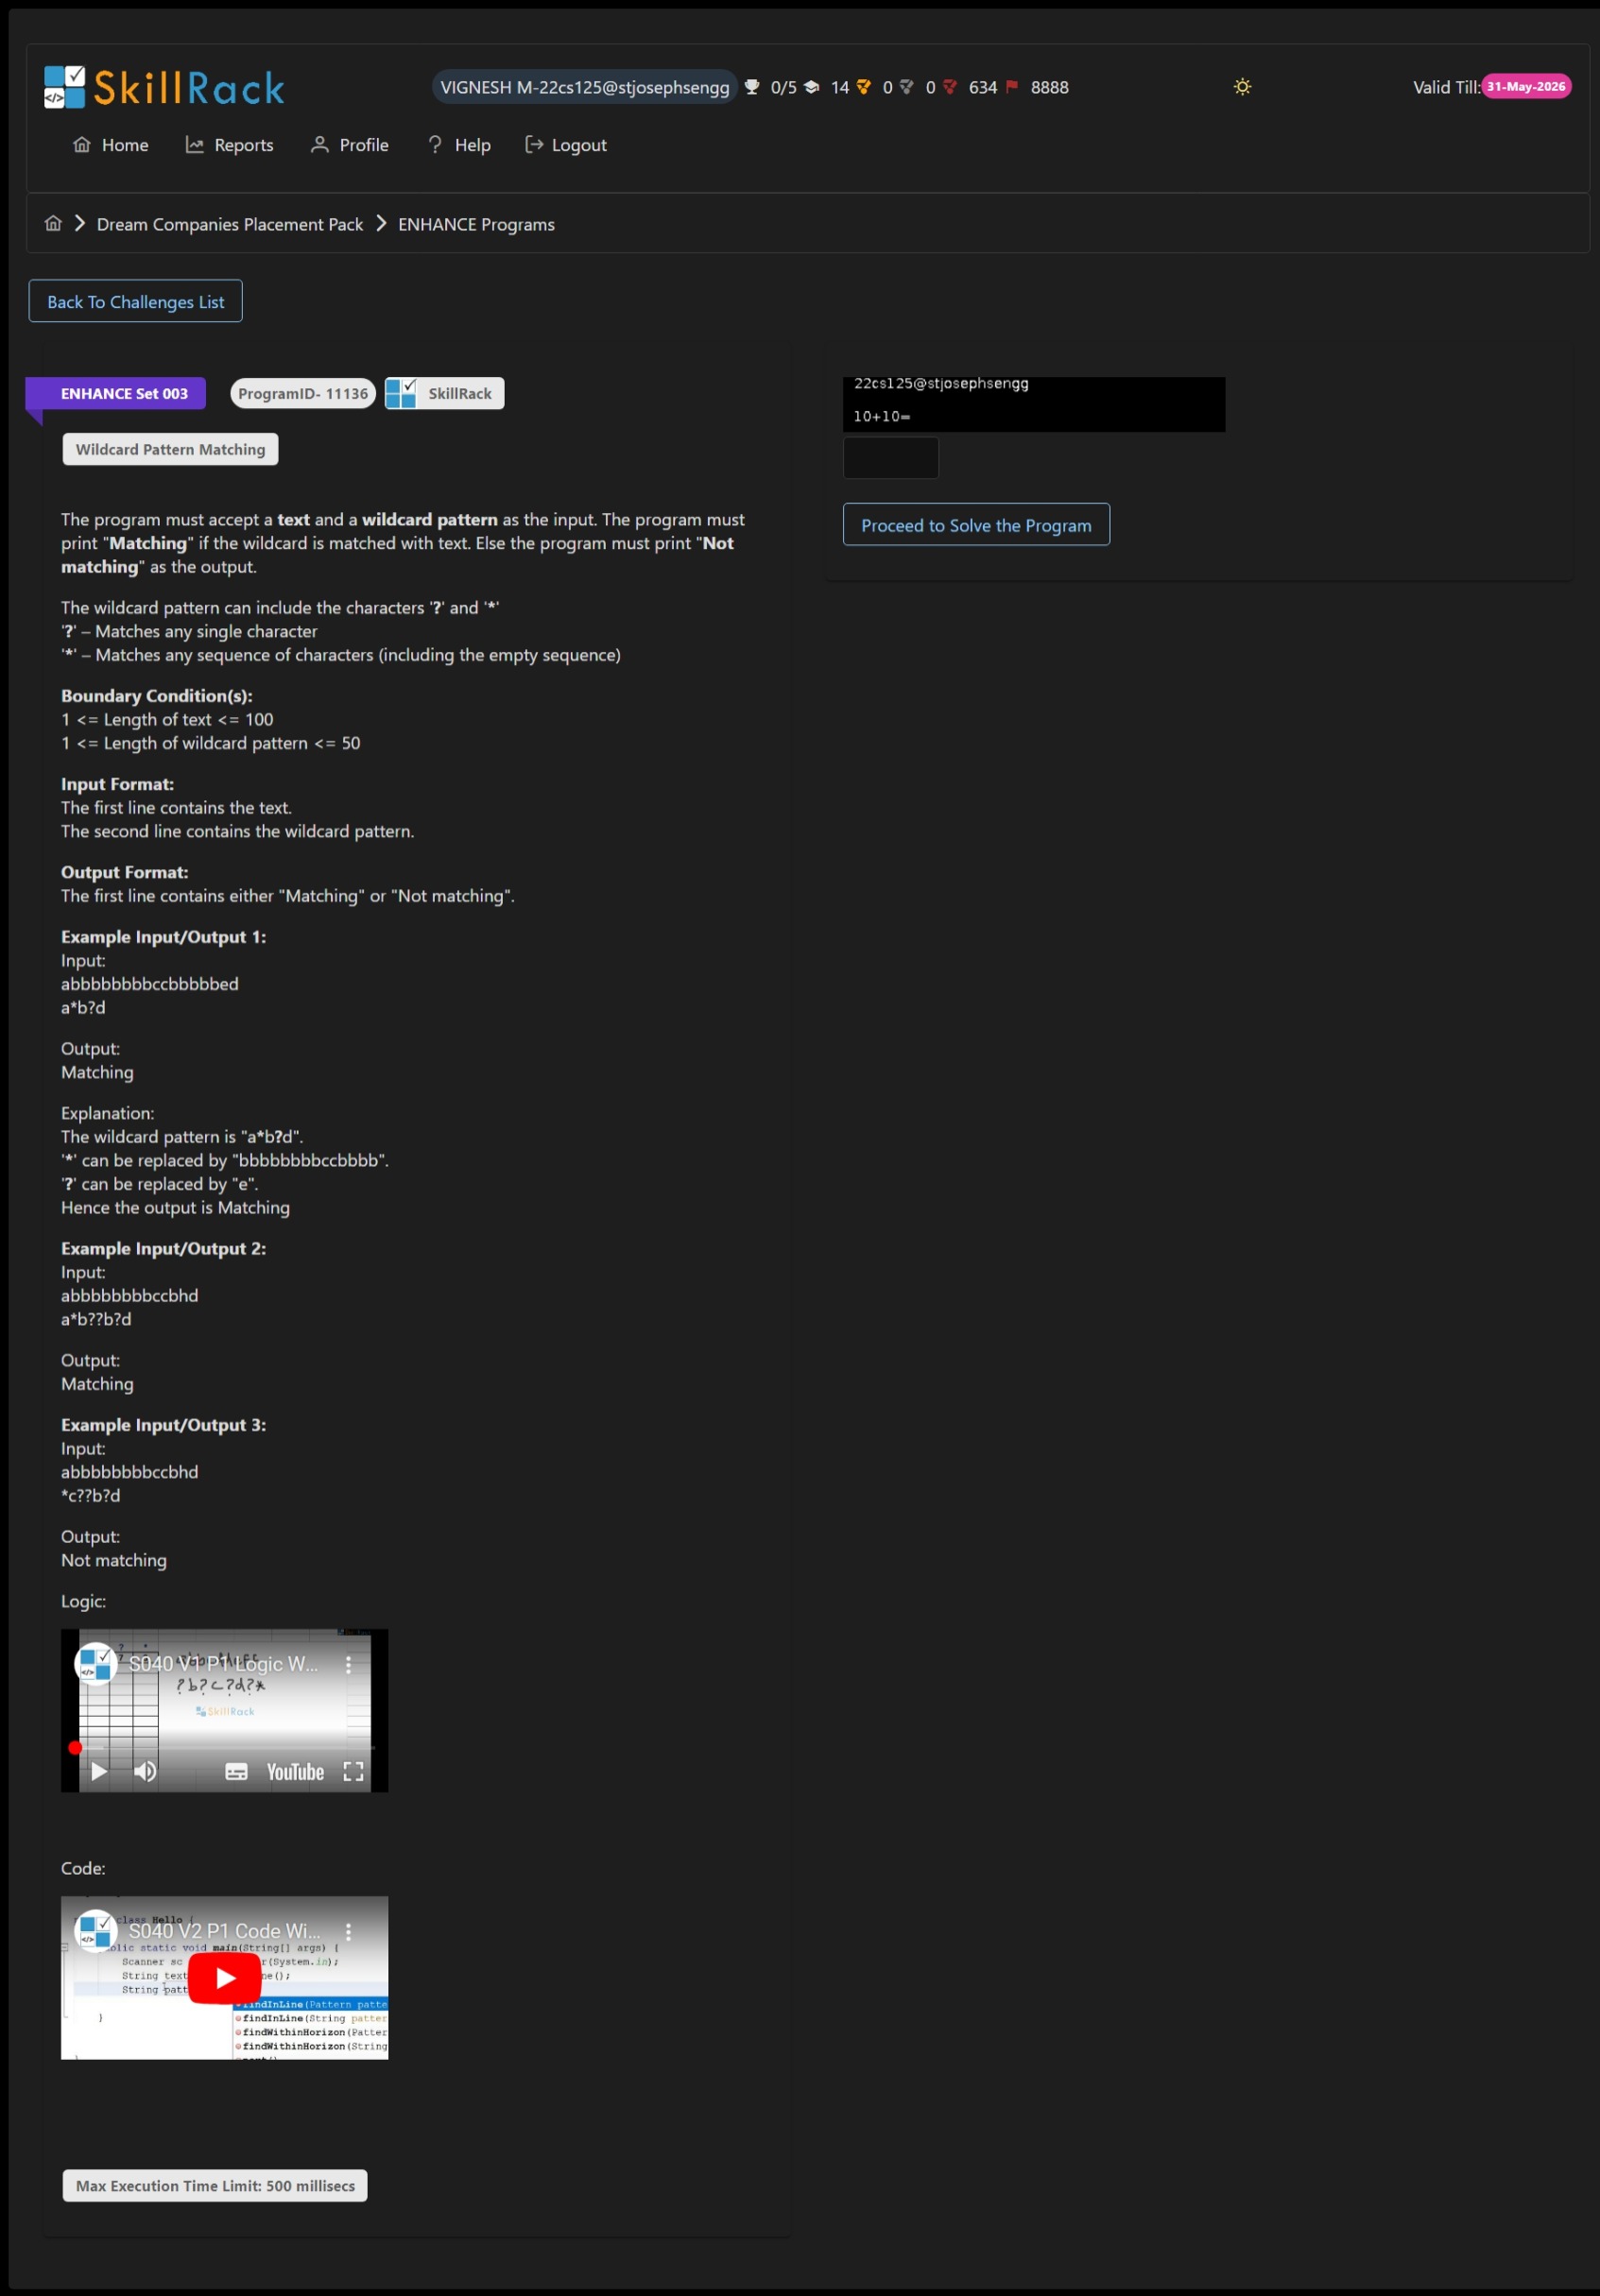 SkillRack
VIGNESH M-22cs125@stjosephsengg 0/5 14 0 0 634 8888
Valid Till: 31-May-2026
Home Reports Profile Help Logout
Dream Companies Placement Pack ENHANCE Programs
Back To Challenges List
ENHANCE Set 003 ProgramID- 11136 SkillRack
Wildcard Pattern Matching
The program must accept a text and a wildcard pattern as the input. The program must
print "Matching" if the wildcard is matched with text. Else the program must print "Not
matching" as the output.
The wildcard pattern can include the characters '?' and '*'
'?' – Matches any single character
'*' – Matches any sequence of characters (including the empty sequence)
Boundary Condition(s):
1 <= Length of text <= 100
1 <= Length of wildcard pattern <= 50
Input Format:
The first line contains the text.
The second line contains the wildcard pattern.
Output Format:
The first line contains either "Matching" or "Not matching".
Example Input/Output 1:
Input:
abbbbbbbbccbbbbbed
a*b?d
Output:
Matching
Explanation:
The wildcard pattern is "a*b?d".
'*' can be replaced by "bbbbbbbbccbbbb".
'?' can be replaced by "e".
Hence the output is Matching
Example Input/Output 2:
Input:
abbbbbbbbccbhd
a*b??b?d
Output:
Matching
Example Input/Output 3:
Input:
abbbbbbbbccbhd
*c??b?d
Output:
Not matching
Logic:
S040 V1 P1 Logic W...
?b?c?d?*
SkillRack
YouTube
Code:
class Hello {
S040 V2 P1 Code Wi...
static void main(String[] args) {
Scanner sc
(System.in);
String text
String patt
findInLine(Pattern patte
findInLine(String patter
findWithinHorizon(Patter
findWithinHorizon(String
}
Max Execution Time Limit: 500 millisecs
22cs125@stjosephsengg
10+10=
Proceed to Solve the Program